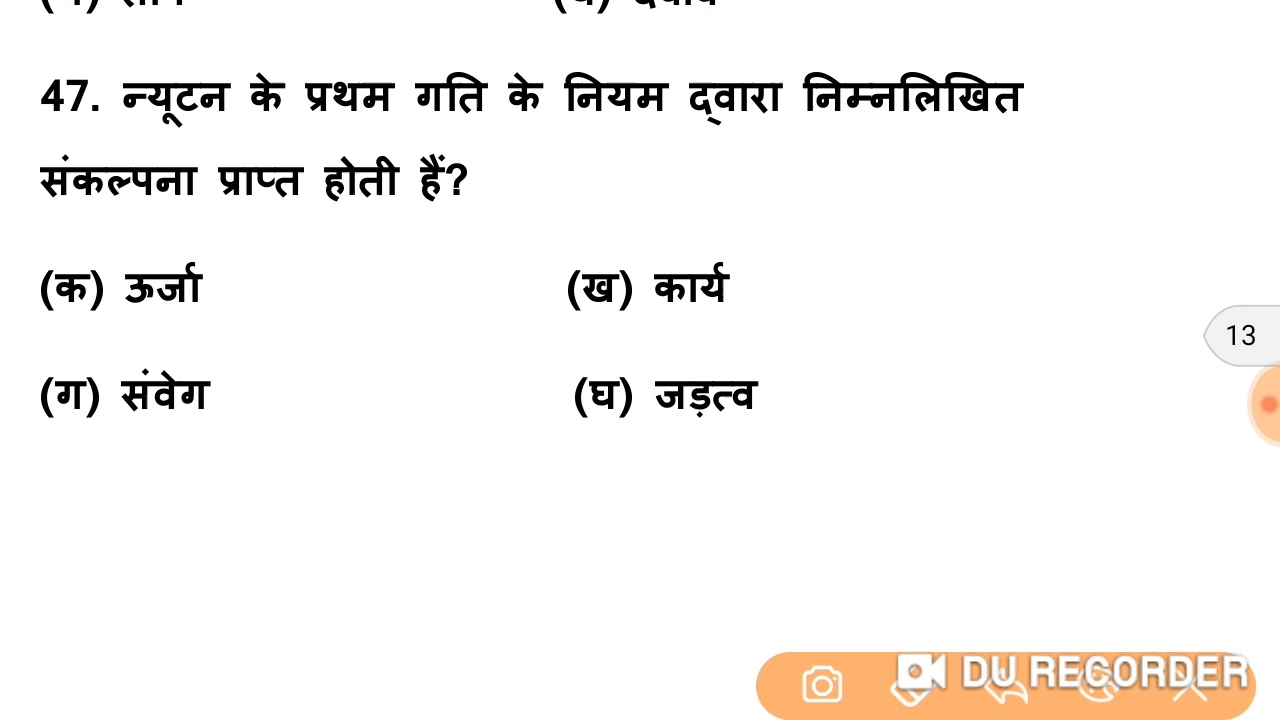 47. न्यूटन के प्रथम गति के नियम द्वारा निम्नलिखित
संकल्पना प्राप्त होती हैं?
(क) ऊर्जा (ख) कार्य
13
(ग) संवेग (घ) जड़त्व
DU RECORDER